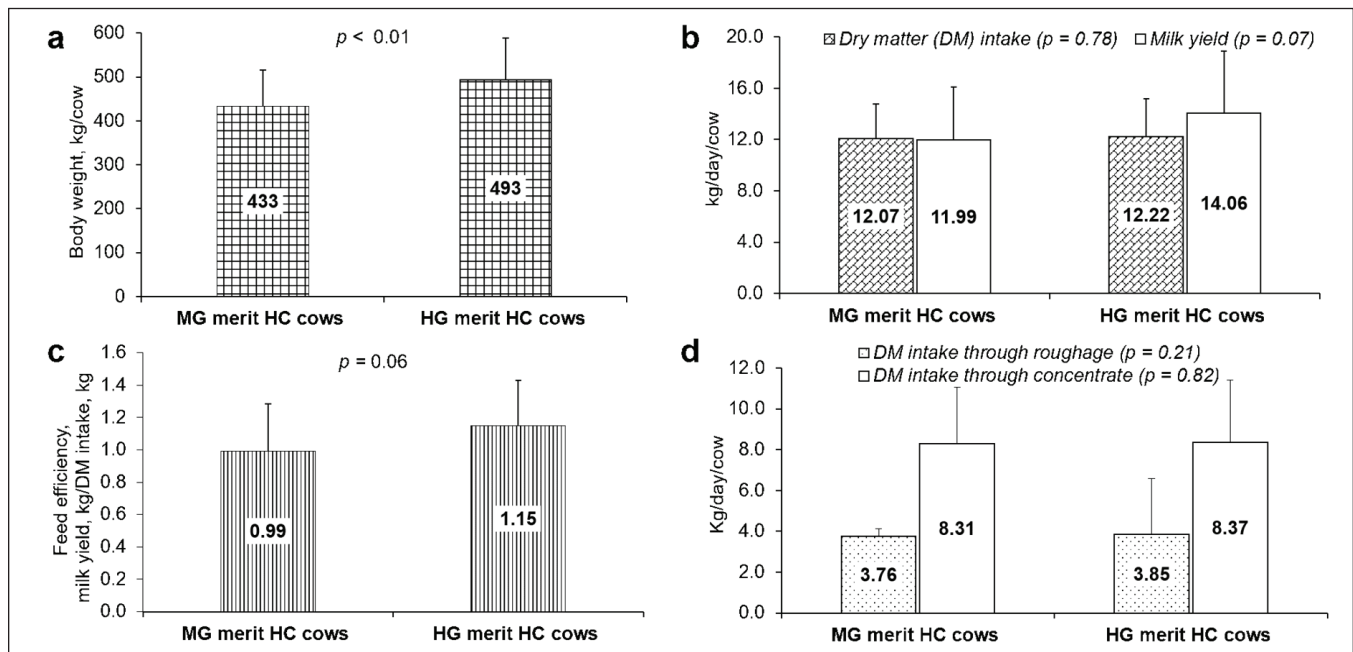 a
p < 0.01
600
500
400
300
200
100
0
Body weight, kg/cow
433
493
MG merit HC cows
HG merit HC cows
b
Dry matter (DM) intake (p = 0.78)
Milk yield (p = 0.07)
20.0
16.0
12.0
8.0
4.0
0.0
kg/day/cow
12.07
11.99
12.22
14.06
MG merit HC cows
HG merit HC cows
c
p = 0.06
1.6
1.4
1.2
1.0
0.8
0.6
0.4
0.2
0.0
Feed efficiency,
milk yield, kg/DM intake, kg
0.99
1.15
MG merit HC cows
HG merit HC cows
d
DM intake through roughage (p = 0.21)
DM intake through concentrate (p = 0.82)
12.0
10.0
8.0
6.0
4.0
2.0
0.0
Kg/day/cow
3.76
8.31
3.85
8.37
MG merit HC cows
HG merit HC cows